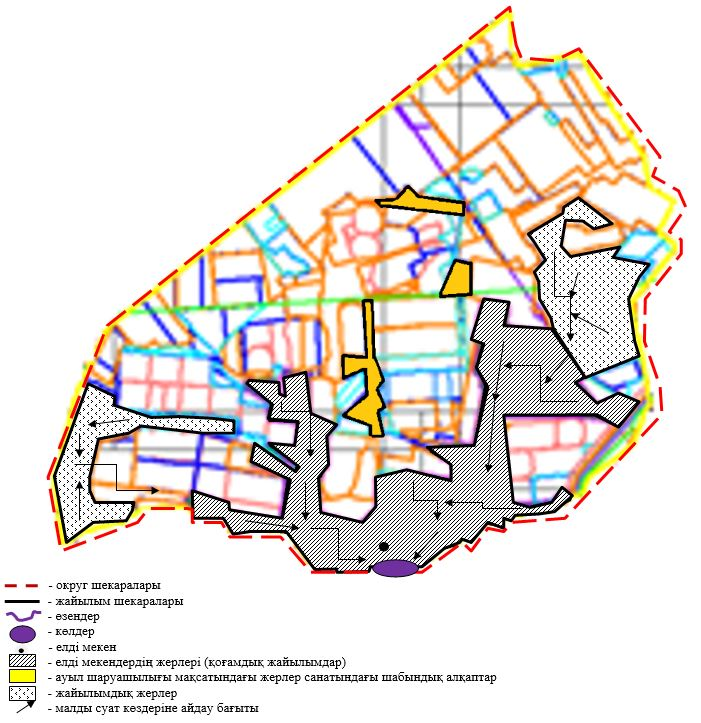 - округ шекаралары
- жайылым шекаралары
- өзендер
- көлдер
- елді мекен
- елді мекендердің жерлері (қоғамдық жайылымдар)
- ауыл шаруашылығы мақсатындағы жерлер санатындағы шабындық алқаптар
- жайылымдық жерлер
- малды суат көздеріне айдау бағыты